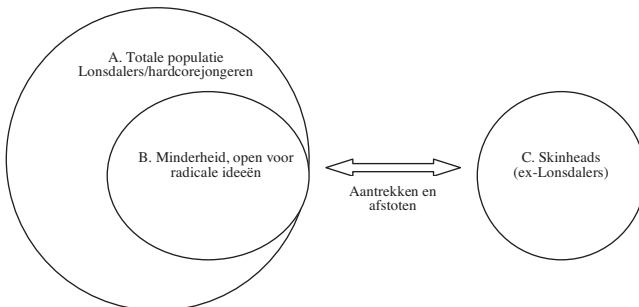 A. Totale populatie
Lonsdalers/hardcorejongeren
B. Minderheid, open voor
radicale ideeën
Aantrekken en
afstoten
C. Skinheads
(ex-Lonsdalers)